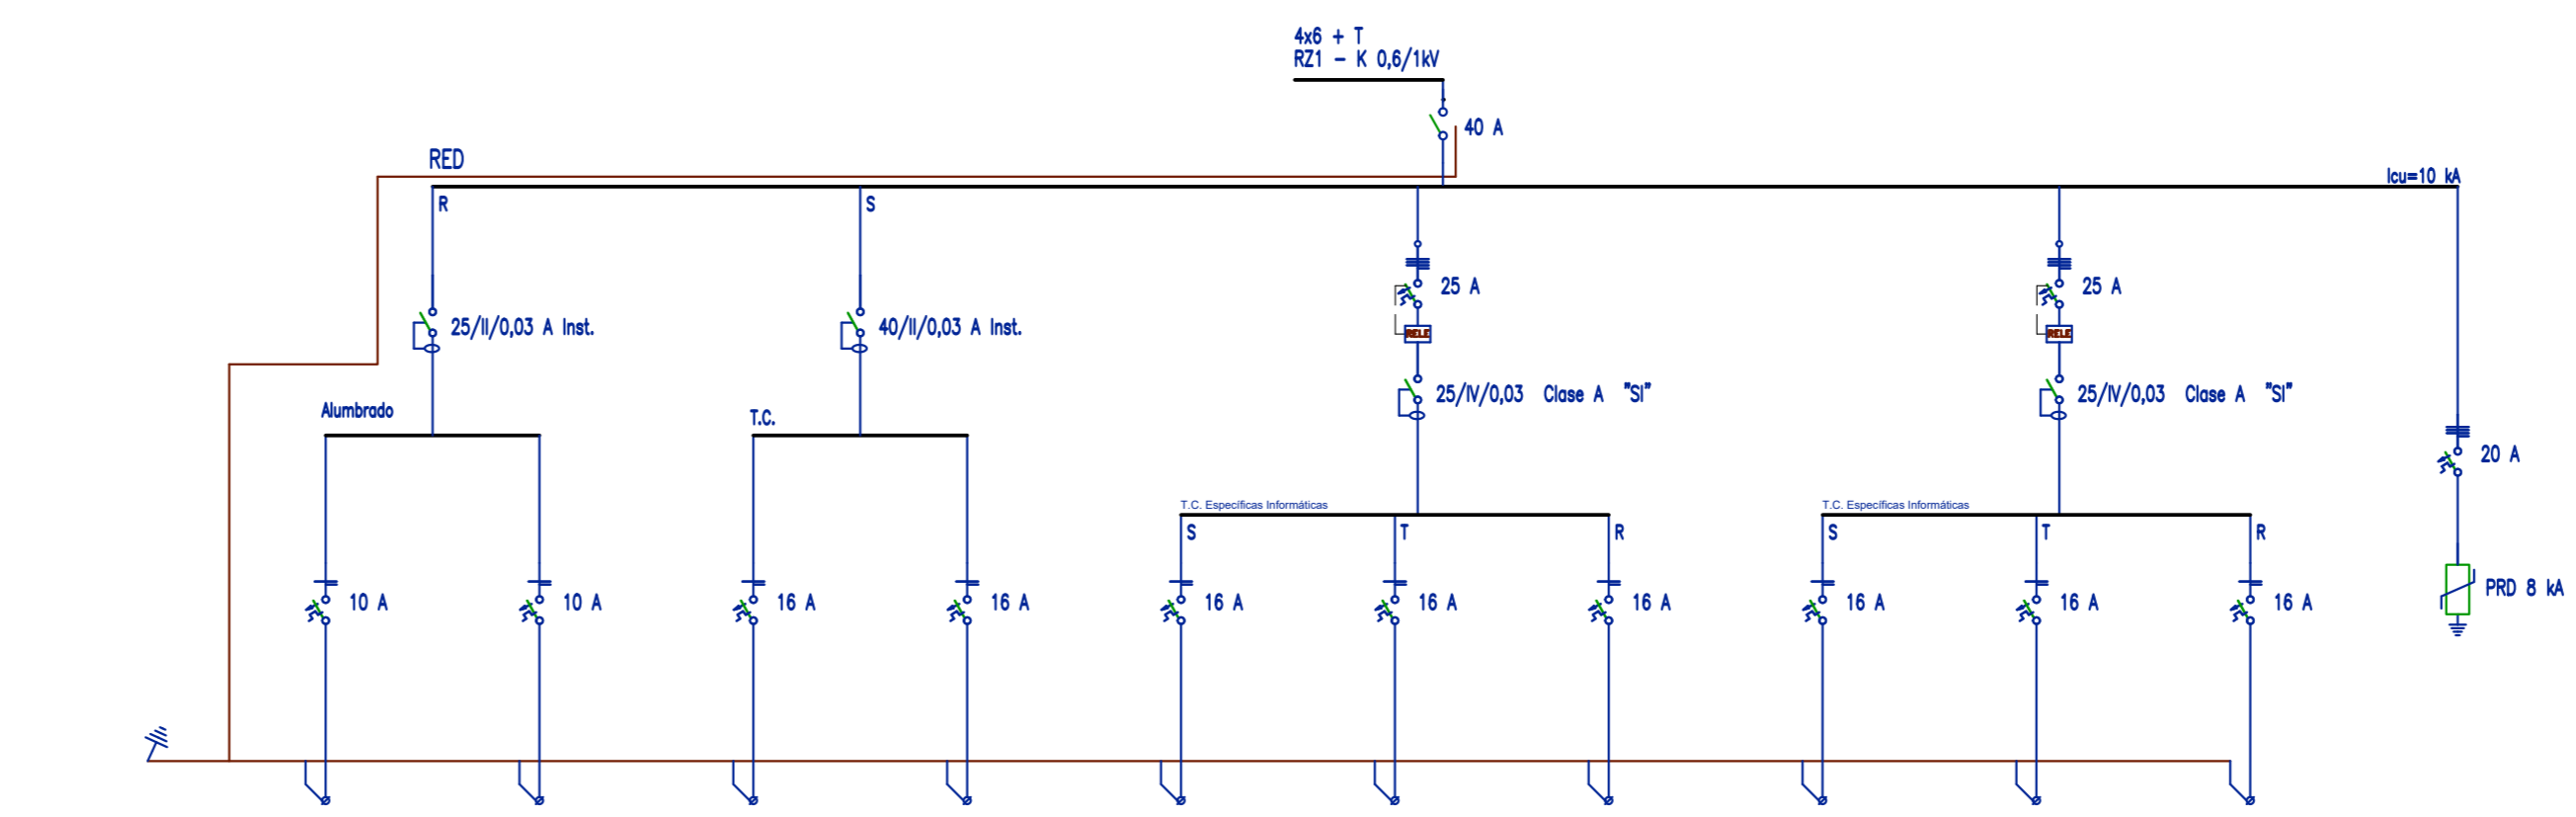 4x6 + T
RZ1 - K 0,6/1kV
40 A
RED
Icu=10 kA
R
S
25 A
25 A
25/II/0,03 A Inst.
40/II/0,03 A Inst.
RELE
RELE
25/IV/0,03 Clase A "SI"
25/IV/0,03 Clase A "SI"
Alumbrado
T.C.
20 A
T.C. Específicas Informáticas
T.C. Específicas Informáticas
S
T
R
S
T
R
PRD 8 kA
10 A
10 A
16 A
16 A
16 A
16 A
16 A
16 A
16 A
16 A